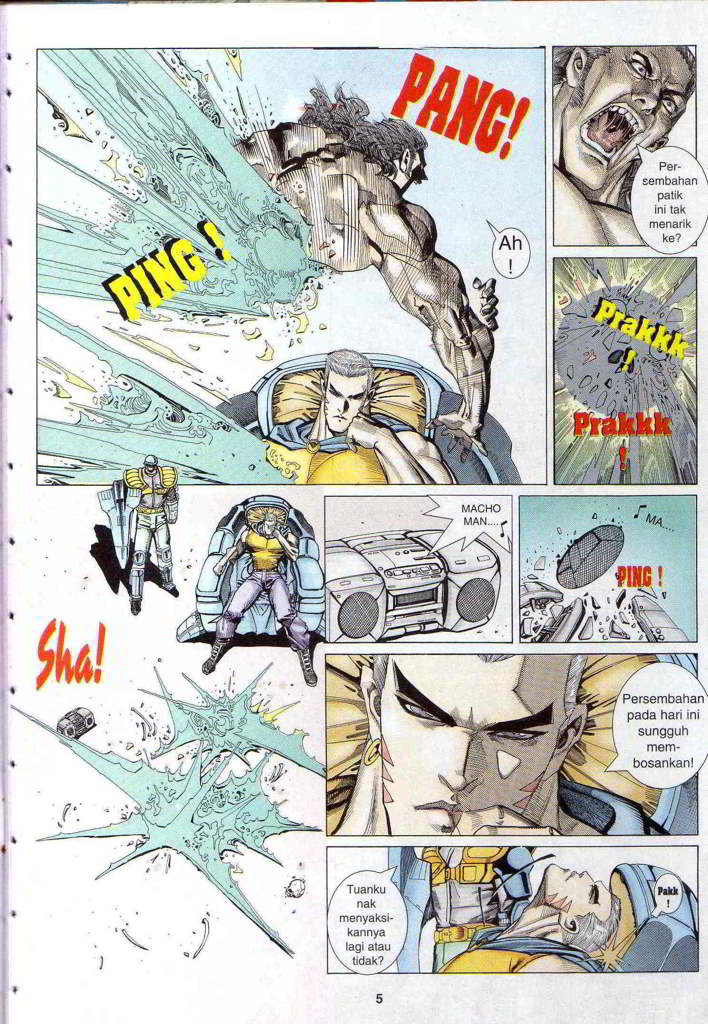 PANG!
PING !
Ah
!
Per-
sembahan
patik
ini tak
menarik
ke?
Prakkk
!
Prakkk
!
Sha!
MACHO
MAN....
MA....
PING !
Persembahan
pada hari ini
sungguh
mem-
bosankan!
Tuanku
nak
menyaksi-
kannya
lagi atau
tidak?
Pakk
!
5